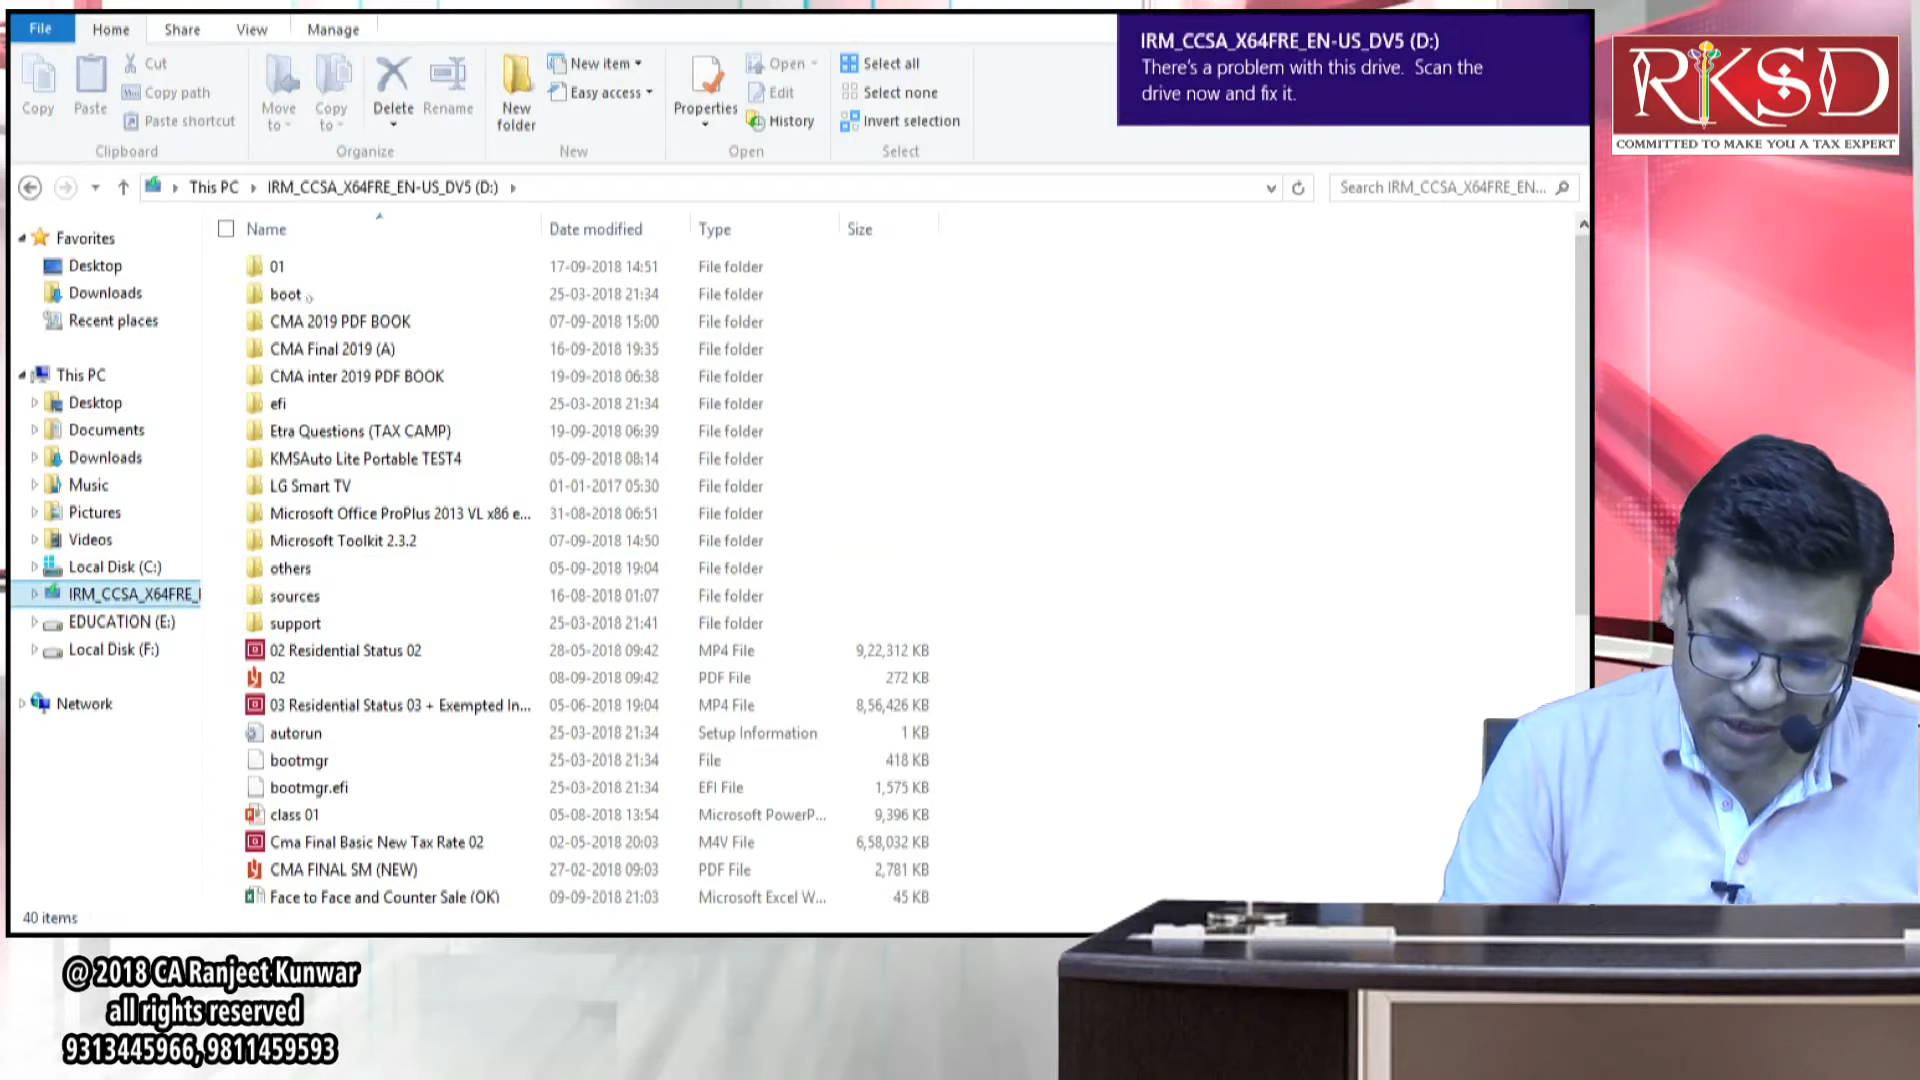 File Home Share View Manage
Copy
Paste
Cut
Copy path
Paste shortcut
Clipboard
Move to
Copy to
Delete
Rename
Organize
New folder
New item
Easy access
New
Properties
Open
Edit
History
Open
Select all
Select none
Invert selection
Select
IRM_CCSA_X64FRE_EN-US_DV5 (D:)
There's a problem with this drive. Scan the
drive now and fix it.
RKSD
COMMITTED TO MAKE YOU A TAX EXPERT
This PC IRM_CCSA_X64FRE_EN-US_DV5 (D:)
Search IRM_CCSA_X64FRE_EN...
Favorites
Desktop
Downloads
Recent places
This PC
Desktop
Documents
Downloads
Music
Pictures
Videos
Local Disk (C:)
IRM_CCSA_X64FRE_
EDUCATION (E:)
Local Disk (F:)
Network
Name Date modified Type Size
01 17-09-2018 14:51 File folder
boot 25-03-2018 21:34 File folder
CMA 2019 PDF BOOK 07-09-2018 15:00 File folder
CMA Final 2019 (A) 16-09-2018 19:35 File folder
CMA inter 2019 PDF BOOK 19-09-2018 06:38 File folder
efi 25-03-2018 21:34 File folder
Etra Questions (TAX CAMP) 19-09-2018 06:39 File folder
KMSAuto Lite Portable TEST4 05-09-2018 08:14 File folder
LG Smart TV 01-01-2017 05:30 File folder
Microsoft Office ProPlus 2013 VL x86 e... 31-08-2018 06:51 File folder
Microsoft Toolkit 2.3.2 07-09-2018 14:50 File folder
others 05-09-2018 19:04 File folder
sources 16-08-2018 01:07 File folder
support 25-03-2018 21:41 File folder
02 Residential Status 02 28-05-2018 09:42 MP4 File 9,22,312 KB
02 08-09-2018 09:42 PDF File 272 KB
03 Residential Status 03 + Exempted In... 05-06-2018 19:04 MP4 File 8,56,426 KB
autorun 25-03-2018 21:34 Setup Information 1 KB
bootmgr 25-03-2018 21:34 File 418 KB
bootmgr.efi 25-03-2018 21:34 EFI File 1,575 KB
class 01 05-08-2018 13:54 Microsoft PowerP... 9,396 KB
Cma Final Basic New Tax Rate 02 02-05-2018 20:03 M4V File 6,58,032 KB
CMA FINAL SM (NEW) 27-02-2018 09:03 PDF File 2,781 KB
Face to Face and Counter Sale (OK) 09-09-2018 21:03 Microsoft Excel W... 45 KB
40 items
@ 2018 CA Ranjeet Kunwar
all rights reserved
9313445966, 9811459593